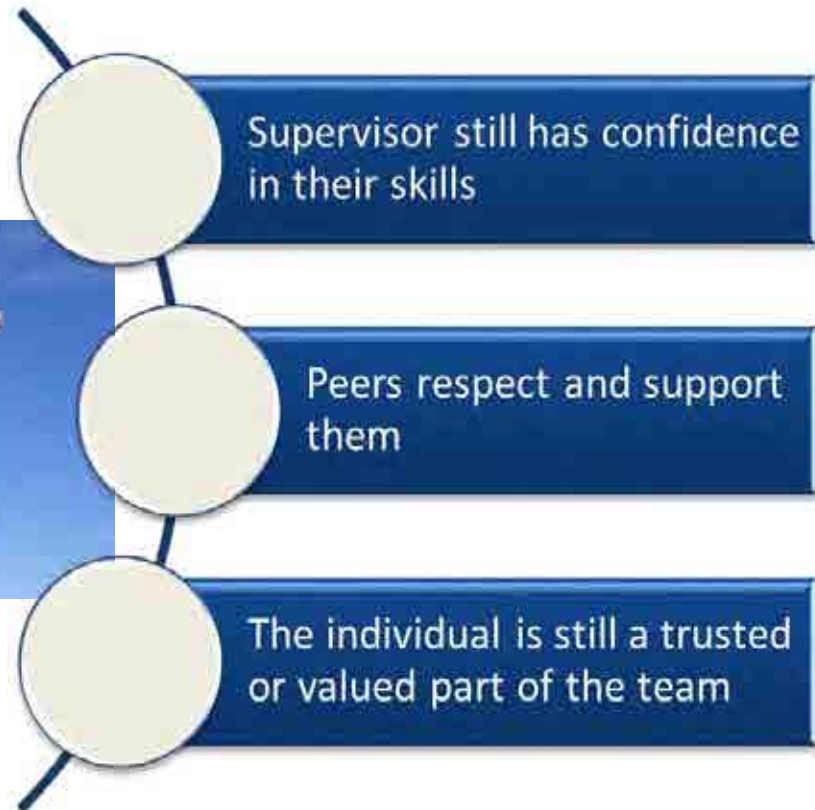 Supervisor still has confidence
in their skills
Peers respect and support
them
The individual is still a trusted
or valued part of the team